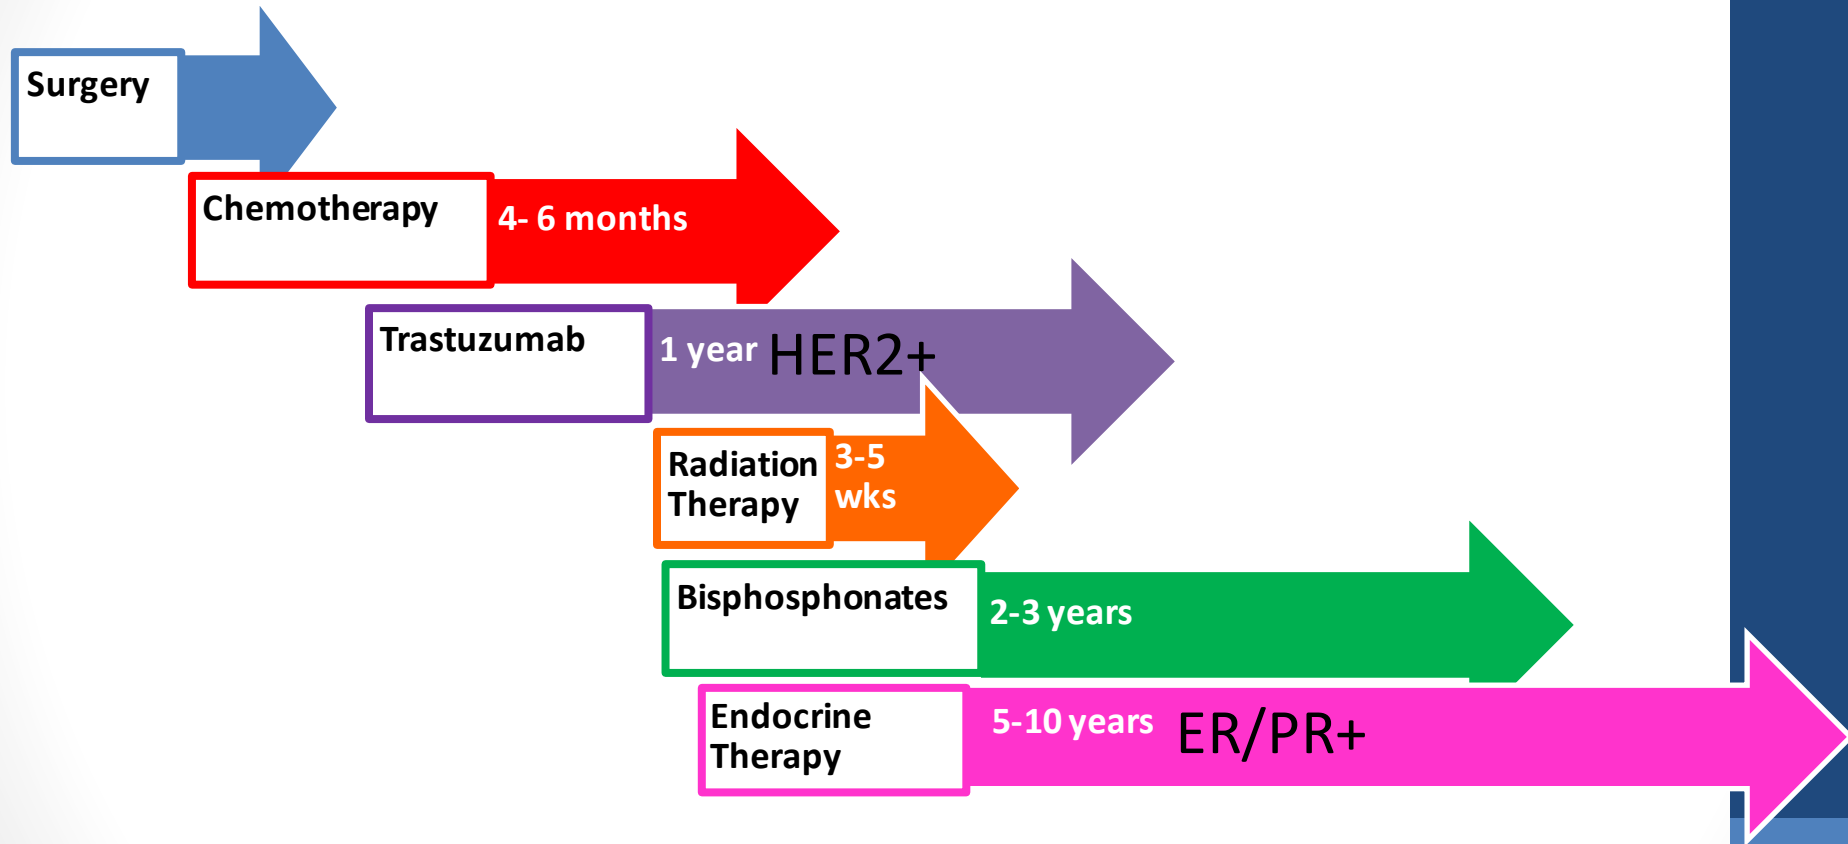 Surgery
Chemotherapy
4- 6 months
Trastuzumab
1 year HER2+
Radiation
Therapy
3-5
wks
Bisphosphonates
2-3 years
Endocrine
Therapy
5-10 years ER/PR+